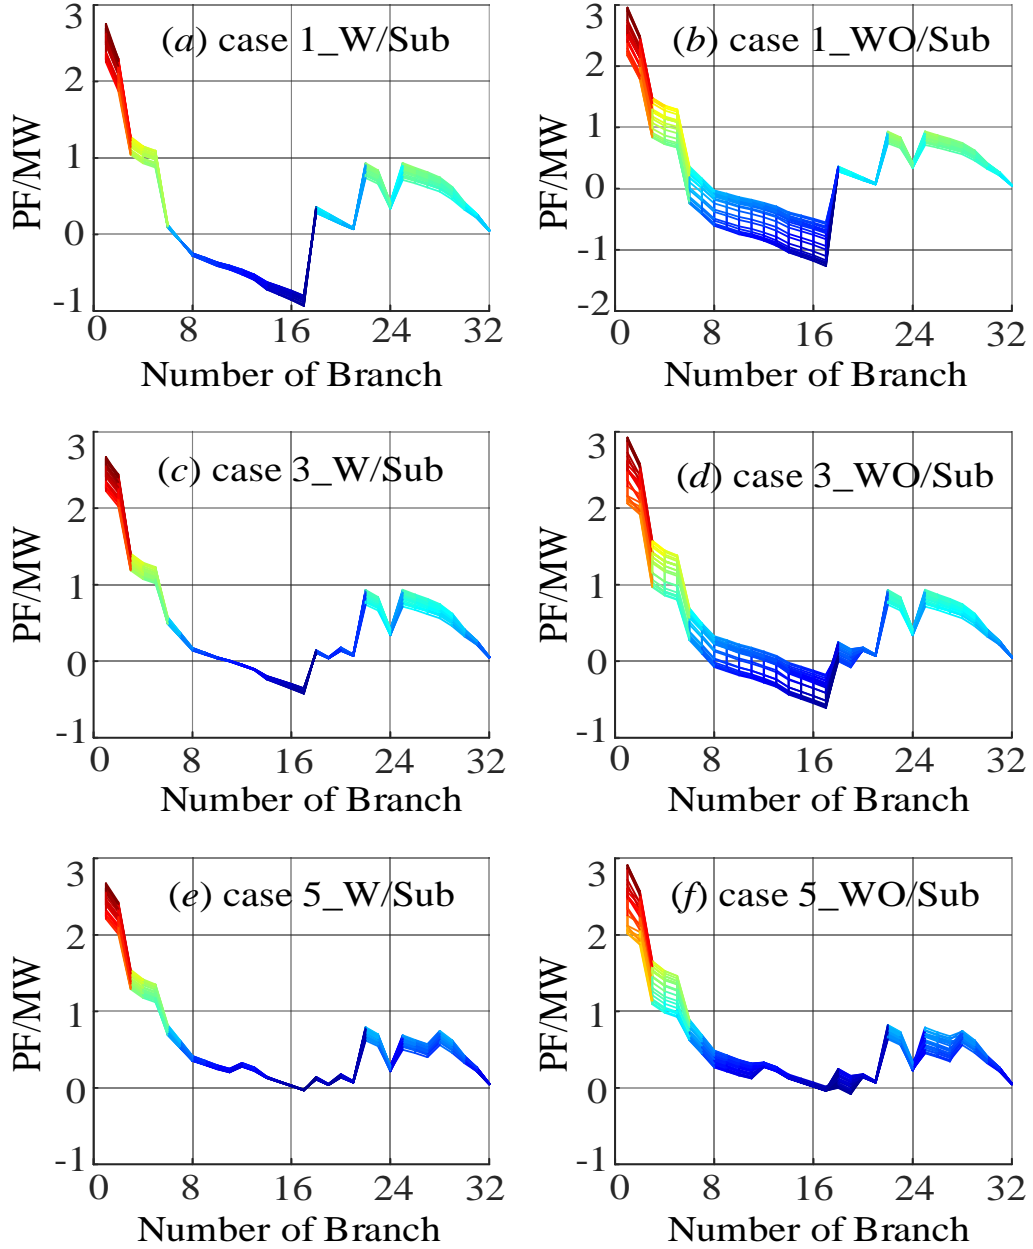 (a) case 1_W/Sub
3
2
1
0
-1
PF/MW
0 8 16 24 32
Number of Branch
(b) case 1_WO/Sub
3
2
1
0
-1
-2
PF/MW
0 8 16 24 32
Number of Branch
(c) case 3_W/Sub
3
2
1
0
-1
PF/MW
0 8 16 24 32
Number of Branch
(d) case 3_WO/Sub
3
2
1
0
-1
PF/MW
0 8 16 24 32
Number of Branch
(e) case 5_W/Sub
3
2
1
0
-1
PF/MW
0 8 16 24 32
Number of Branch
(f) case 5_WO/Sub
3
2
1
0
-1
PF/MW
0 8 16 24 32
Number of Branch